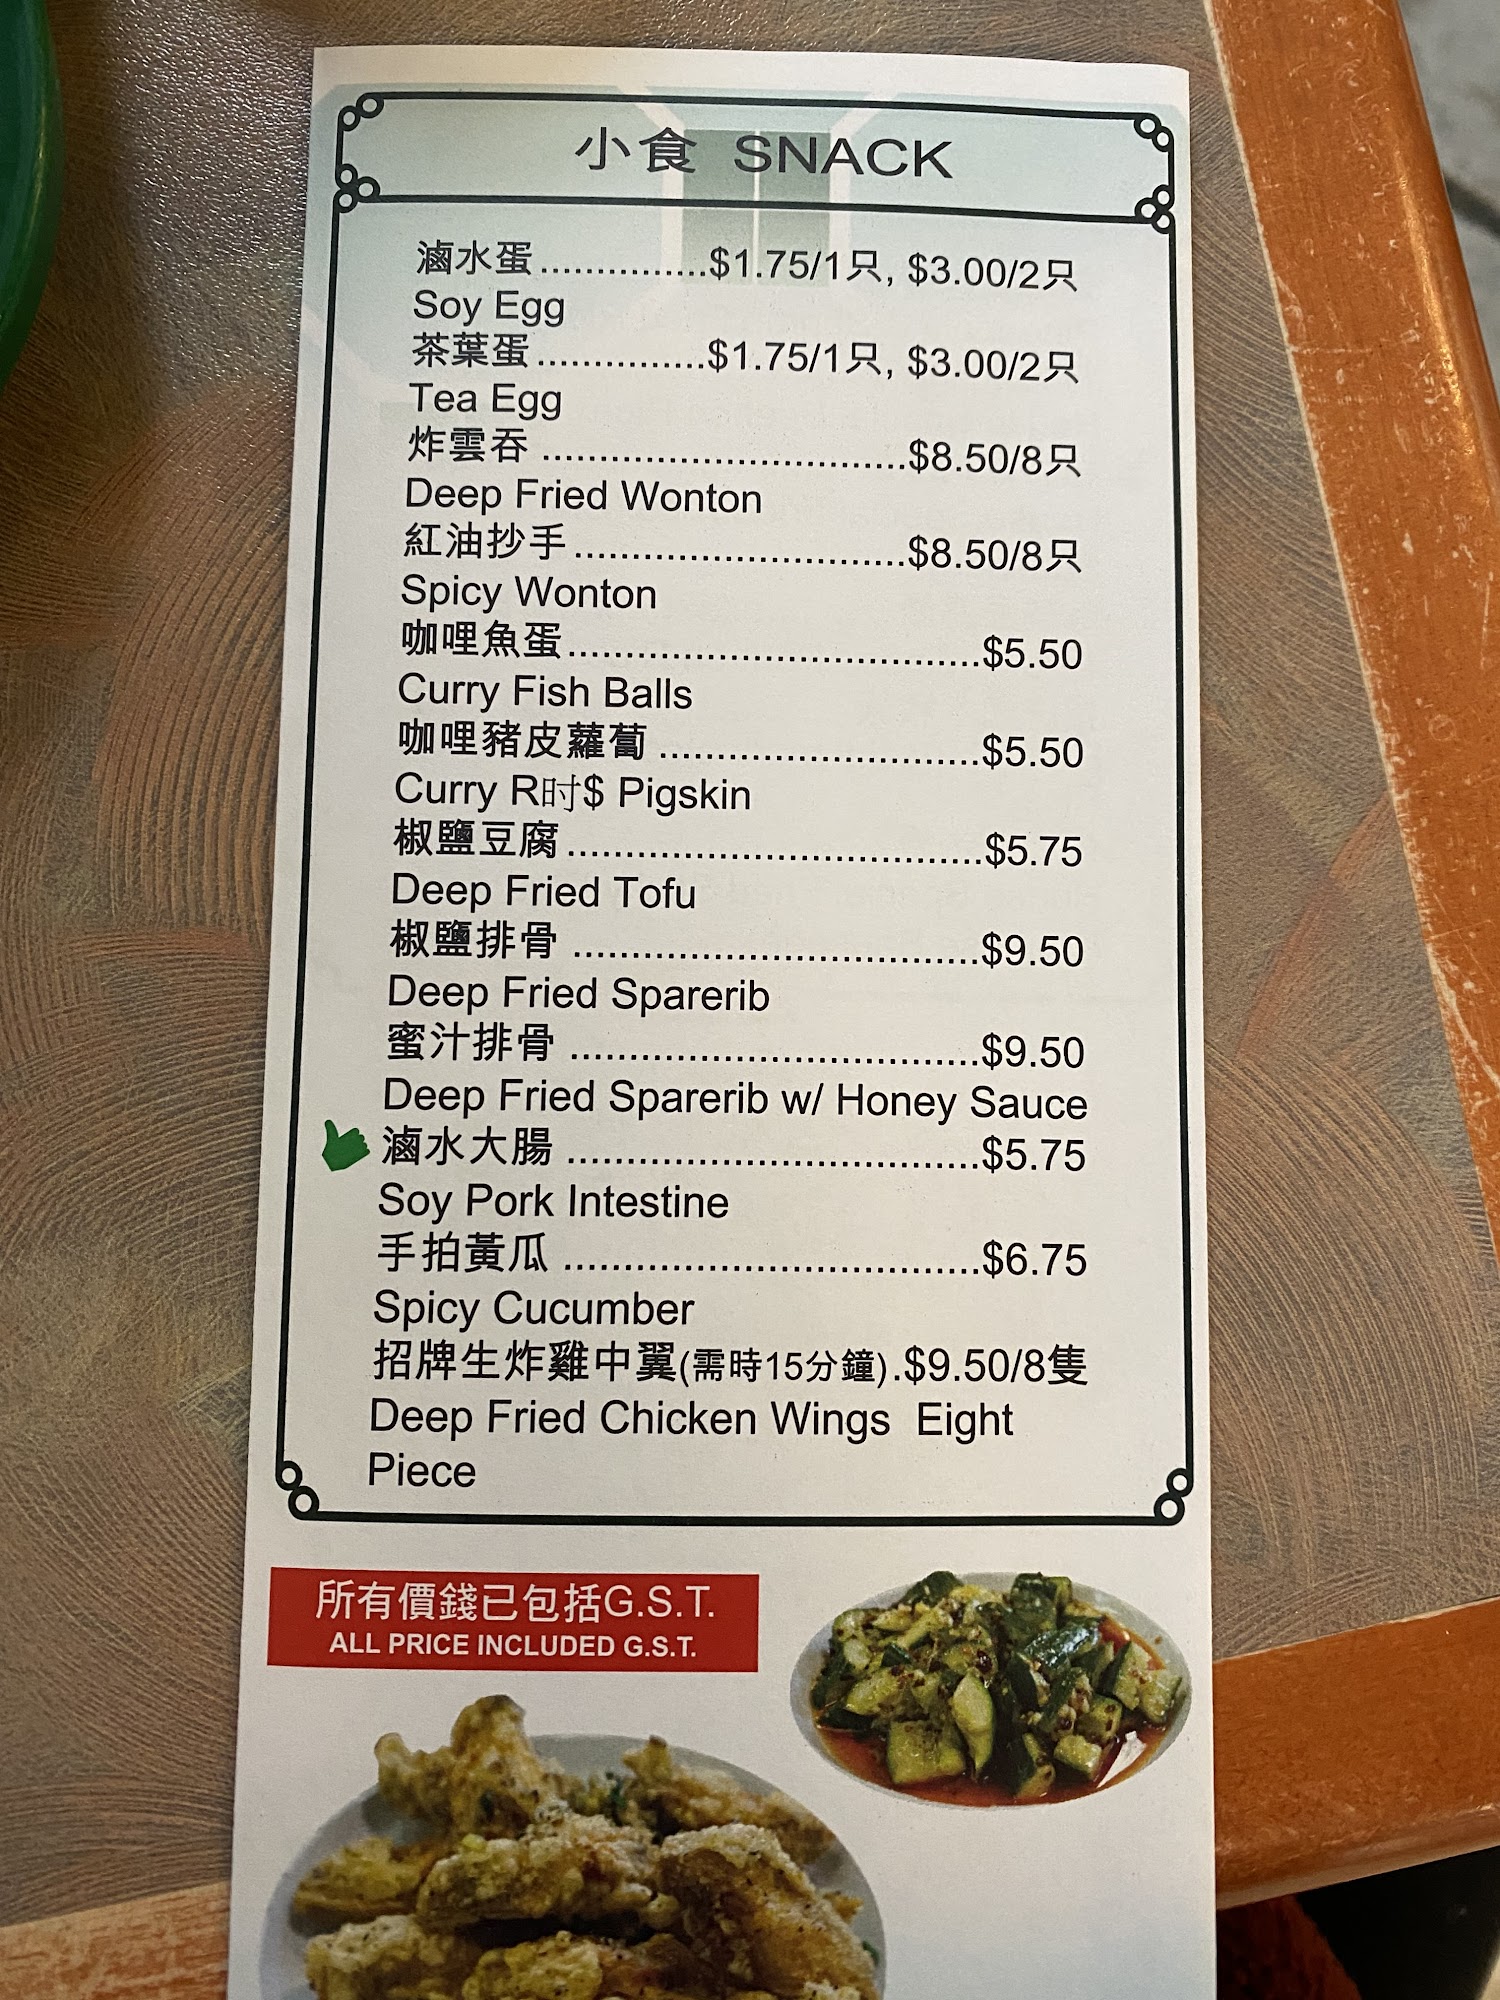 小食 SNACK
滷水蛋...............$1.75/1只, $3.00/2只
Soy Egg
茶葉蛋...............$1.75/1只, $3.00/2只
Tea Egg
炸雲吞 ................................$8.50/8只
Deep Fried Wonton
紅油抄手.............................$8.50/8只
Spicy Wonton
咖哩魚蛋....................................$5.50
Curry Fish Balls
咖哩豬皮蘿蔔 ............................$5.50
Curry R时$ Pigskin
椒鹽豆腐....................................$5.75
Deep Fried Tofu
椒鹽排骨 ...................................$9.50
Deep Fried Sparerib
蜜汁排骨 ...................................$9.50
Deep Fried Sparerib w/ Honey Sauce
滷水大腸 ...................................$5.75
Soy Pork Intestine
手拍黃瓜 ...................................$6.75
Spicy Cucumber
招牌生炸雞中翼(需時15分鐘).$9.50/8隻
Deep Fried Chicken Wings Eight
Piece
所有價錢已包括G.S.T.
ALL PRICE INCLUDED G.S.T.